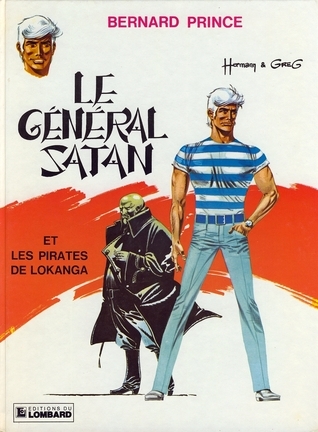 BERNARD PRINCE
Hermann & GREG
LE
GÉNÉRAL
SATAN
ET
LES PIRATES
DE LOKANGA
EDITIONS DU
LOMBARD